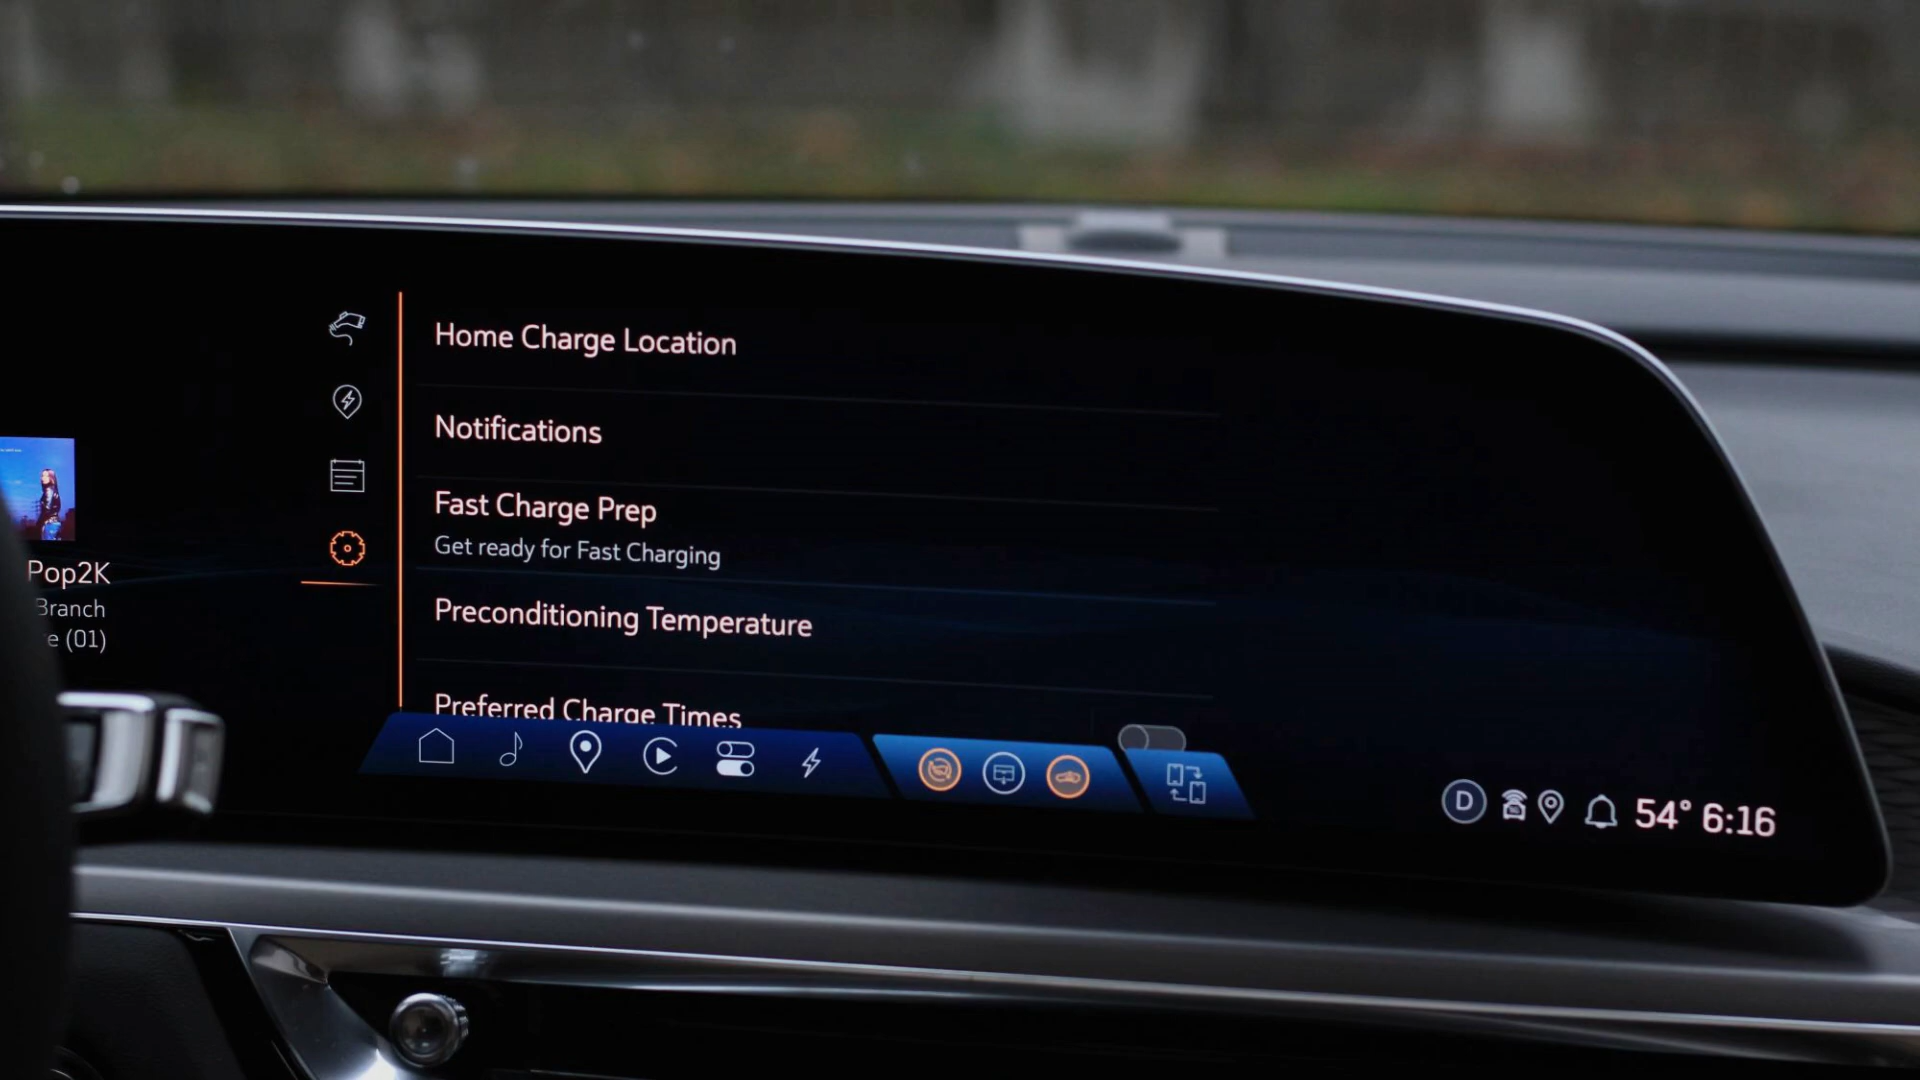 Home Charge Location
Notifications
Fast Charge Prep
Get ready for Fast Charging
Preconditioning Temperature
Preferred Charge Times
Pop2K
Branch
e (01)
D
54° 6:16